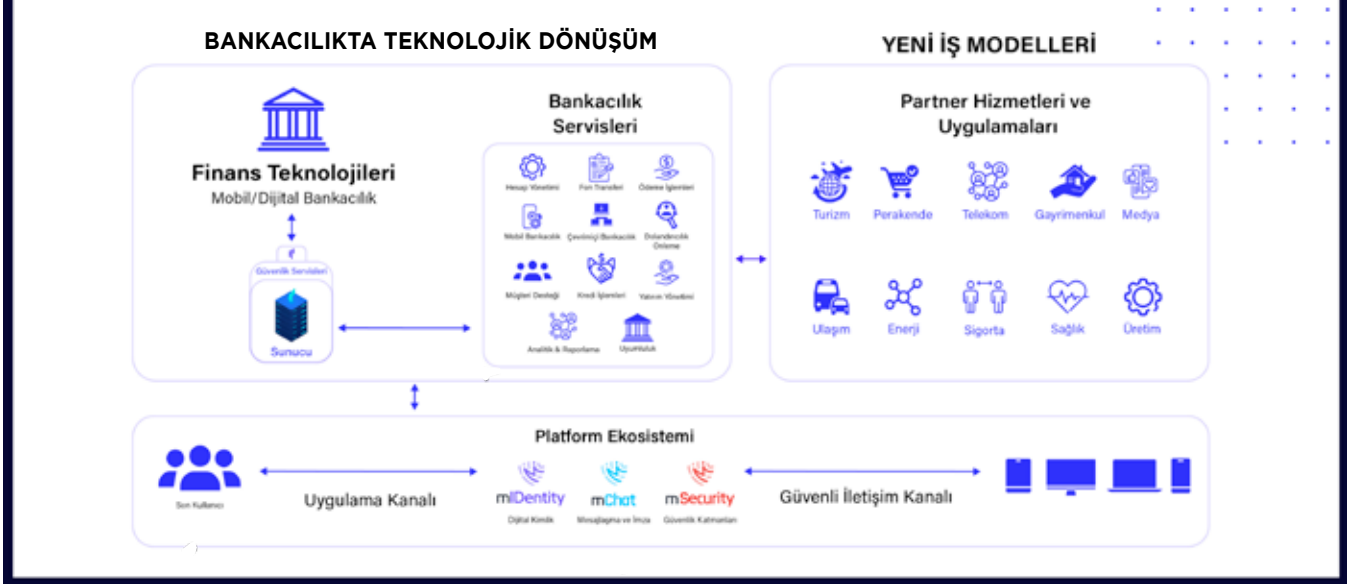 BANKACILIKTA TEKNOLOJİK DÖNÜŞÜM
YENİ İŞ MODELLERİ
Finans Teknolojileri
Mobil/Dijital Bankacılık
Güvenlik Servisleri
Sunucu
Bankacılık
Servisleri
Hesap Yönetimi
Fon Transferi
Ödeme İşlemleri
Mobil Bankacılık
Çevrimiçi Bankacılık
Dolandırıcılık
Önleme
Müşteri Desteği
Kredi İşlemleri
Yatırım Yönetimi
Analitik & Raporlama
Uyumluluk
Partner Hizmetleri ve
Uygulamaları
Turizm
Perakende
Telekom
Gayrimenkul
Medya
Ulaşım
Enerji
Sigorta
Sağlık
Üretim
Platform Ekosistemi
Son Kullanıcı
Uygulama Kanalı
mIDentity
Dijital Kimlik
mChat
Mesajlaşma ve İmza
mSecurity
Güvenlik Katmanları
Güvenli İletişim Kanalı